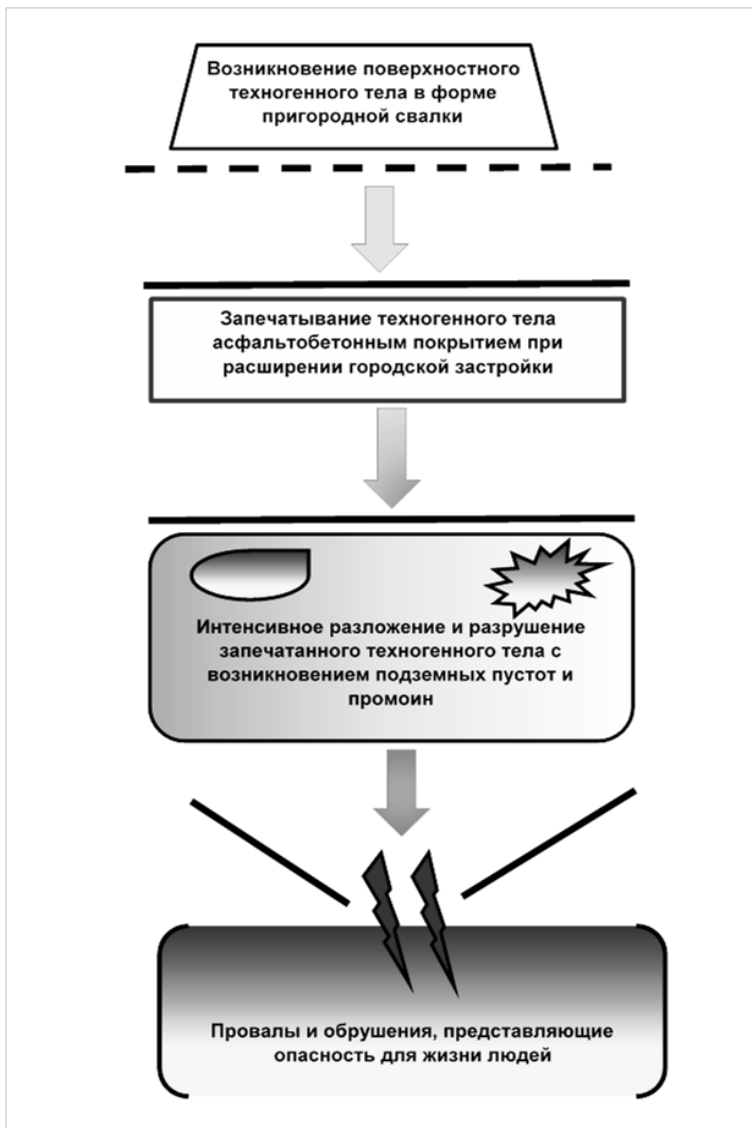 Возникновение поверхностного
техногенного тела в форме
пригородной свалки
Запечатывание техногенного тела
асфальтобетонным покрытием при
расширении городской застройки
Интенсивное разложение и разрушение
запечатанного техногенного тела с
возникновением подземных пустот и
промоин
Провалы и обрушения, представляющие
опасность для жизни людей